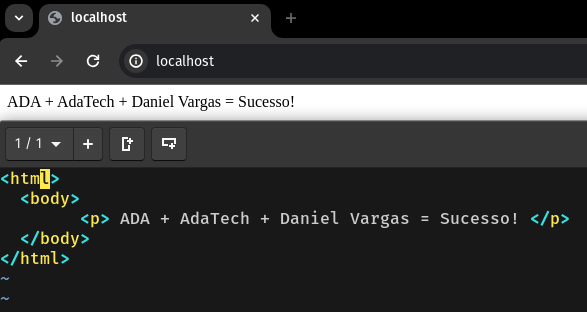 localhost
localhost
ADA + AdaTech + Daniel Vargas = Sucesso!
1 / 1
<html>
<body>
<p> ADA + AdaTech + Daniel Vargas = Sucesso! </p>
</body>
</html>
~
~